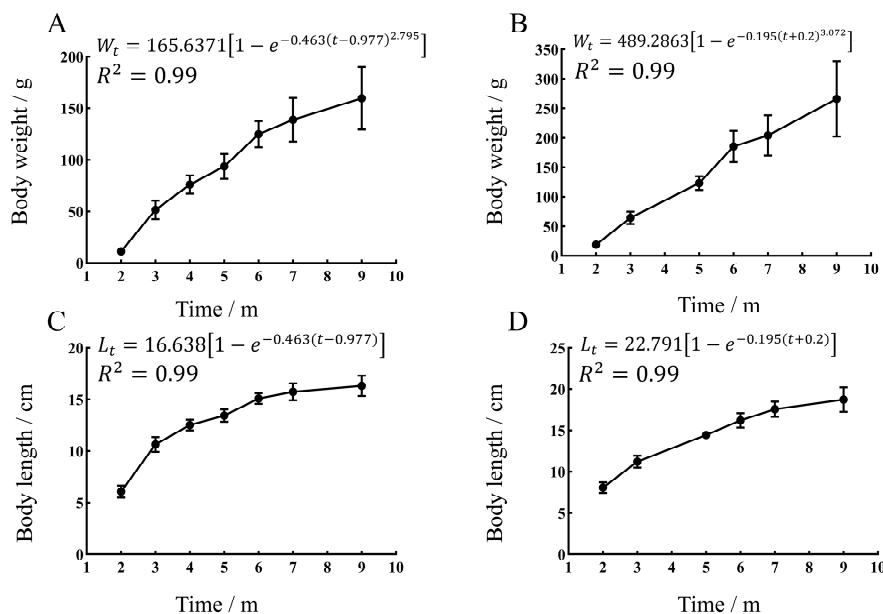 A
W_t = 165.6371[1 − e^{−0.463(t−0.977)^{2.795}}]
R² = 0.99
Body weight / g
200
150
100
50
0
1 2 3 4 5 6 7 8 9 10
Time / m
B
W_t = 489.2863[1 − e^{−0.195(t+0.2)^{3.072}}]
R² = 0.99
Body weight / g
350
300
250
200
150
100
50
0
1 2 3 4 5 6 7 8 9 10
Time / m
C
L_t = 16.638[1 − e^{−0.463(t−0.977)}]
R² = 0.99
Body length / cm
20
15
10
5
0
1 2 3 4 5 6 7 8 9 10
Time / m
D
L_t = 22.791[1 − e^{−0.195(t+0.2)}]
R² = 0.99
Body length / cm
25
20
15
10
5
0
1 2 3 4 5 6 7 8 9 10
Time / m